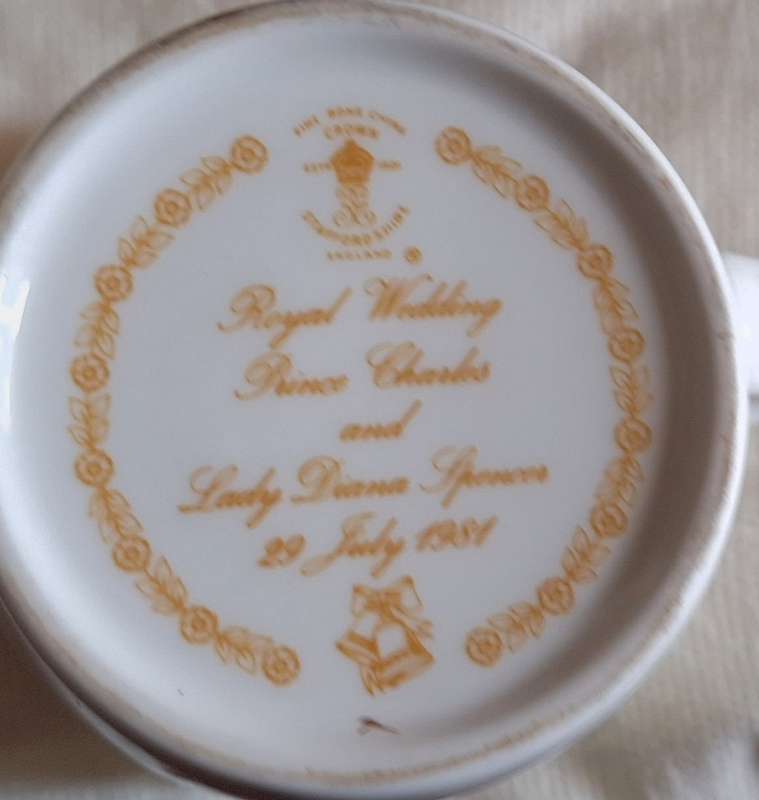 FINE BONE CHINA
CROWN
STAFFORDSHIRE
ENGLAND
Royal Wedding
Prince Charles
and
Lady Diana Spencer
29 July 1981